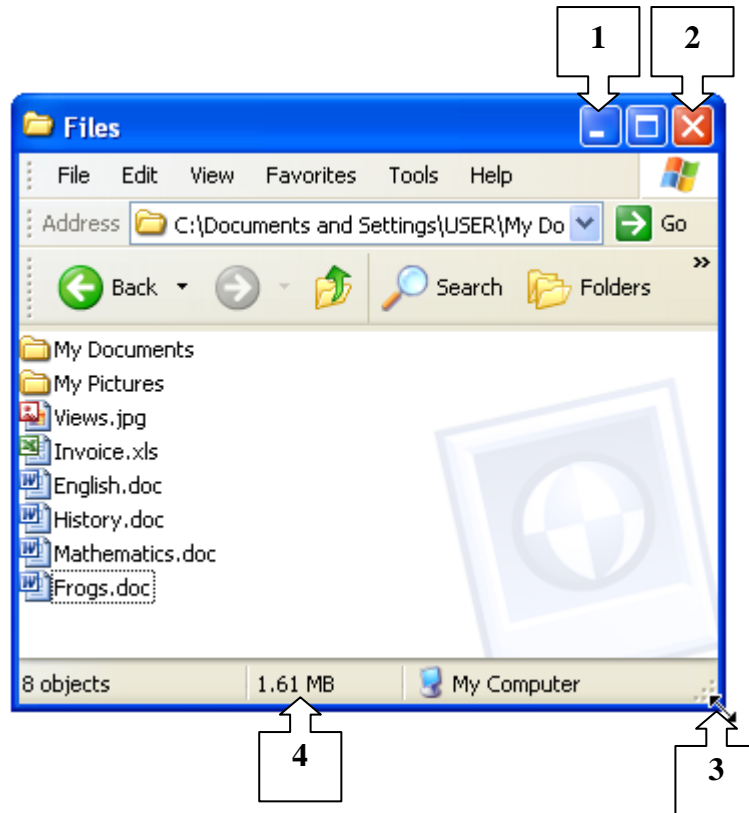 1 2
Files
File Edit View Favorites Tools Help
Address C:\Documents and Settings\USER\My Do Go
Back Search Folders »
My Documents
My Pictures
Views.jpg
Invoice.xls
English.doc
History.doc
Mathematics.doc
Frogs.doc
8 objects 1.61 MB My Computer
4 3